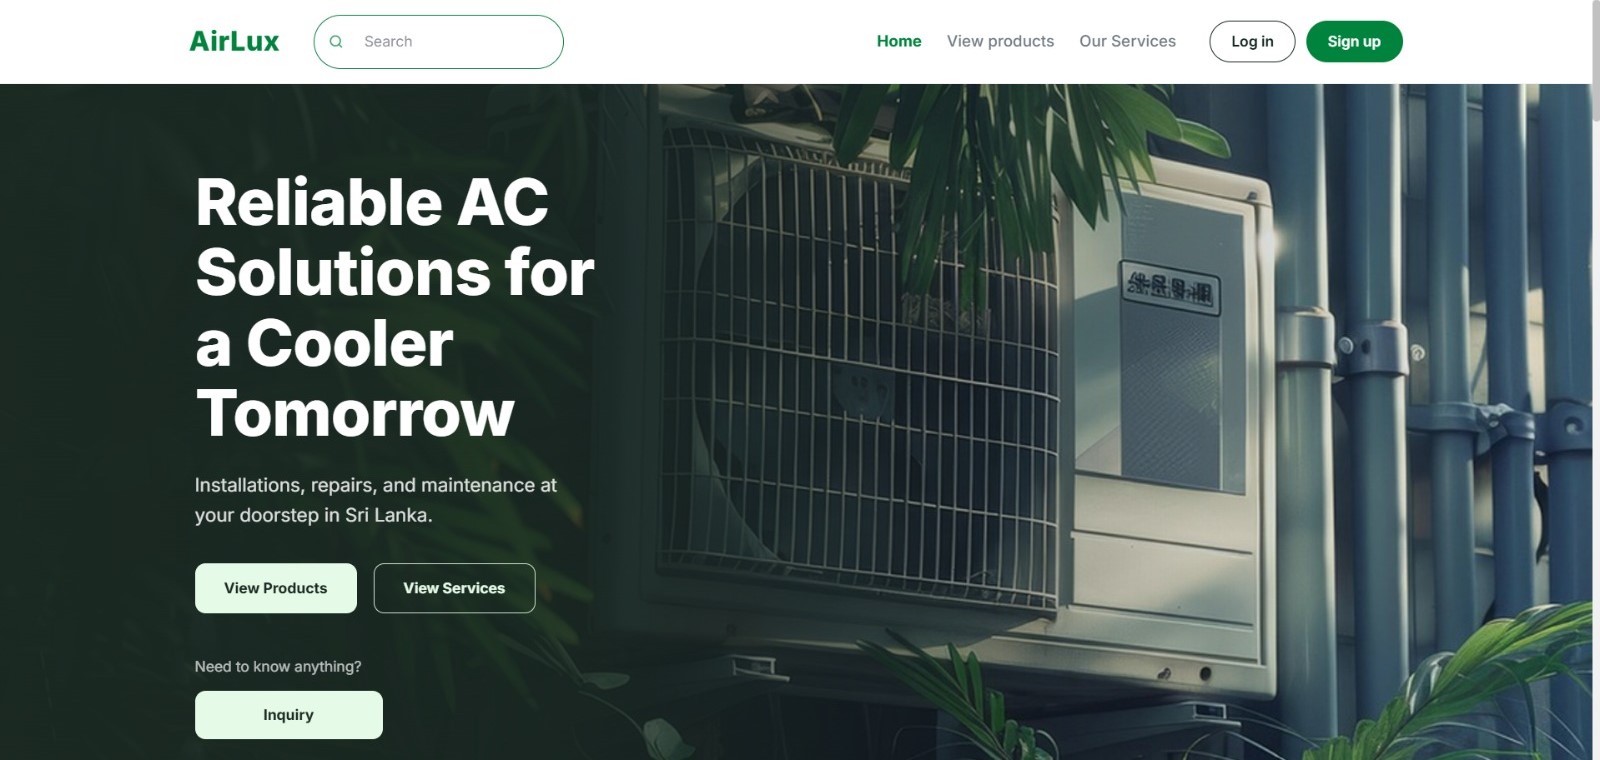 AirLux
Search
Home
View products
Our Services
Log in
Sign up
Reliable AC
Solutions for
a Cooler
Tomorrow
Installations, repairs, and maintenance at
your doorstep in Sri Lanka.
View Products
View Services
Need to know anything?
Inquiry